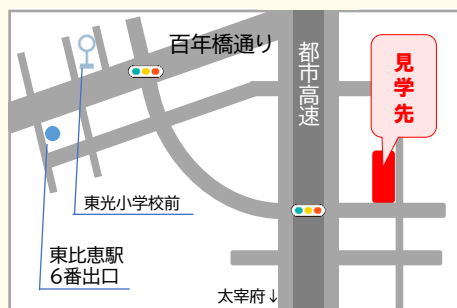 百年橋通り
都市高速
見学先
東光小学校前
東比恵駅
6番出口
太宰府↓